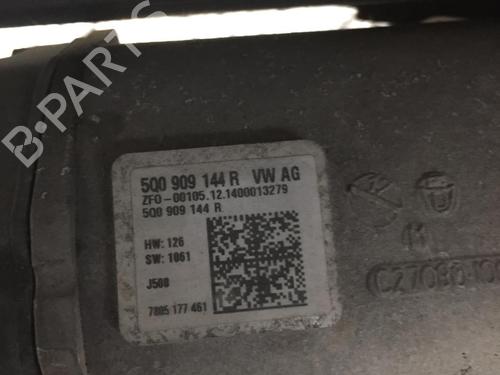 B-PARTS
5Q0 909 144 R VW AG
ZFO-00105.12.1400013279
5Q0 909 144 R
HW: 126
SW: 1061
J500
7805 177 461